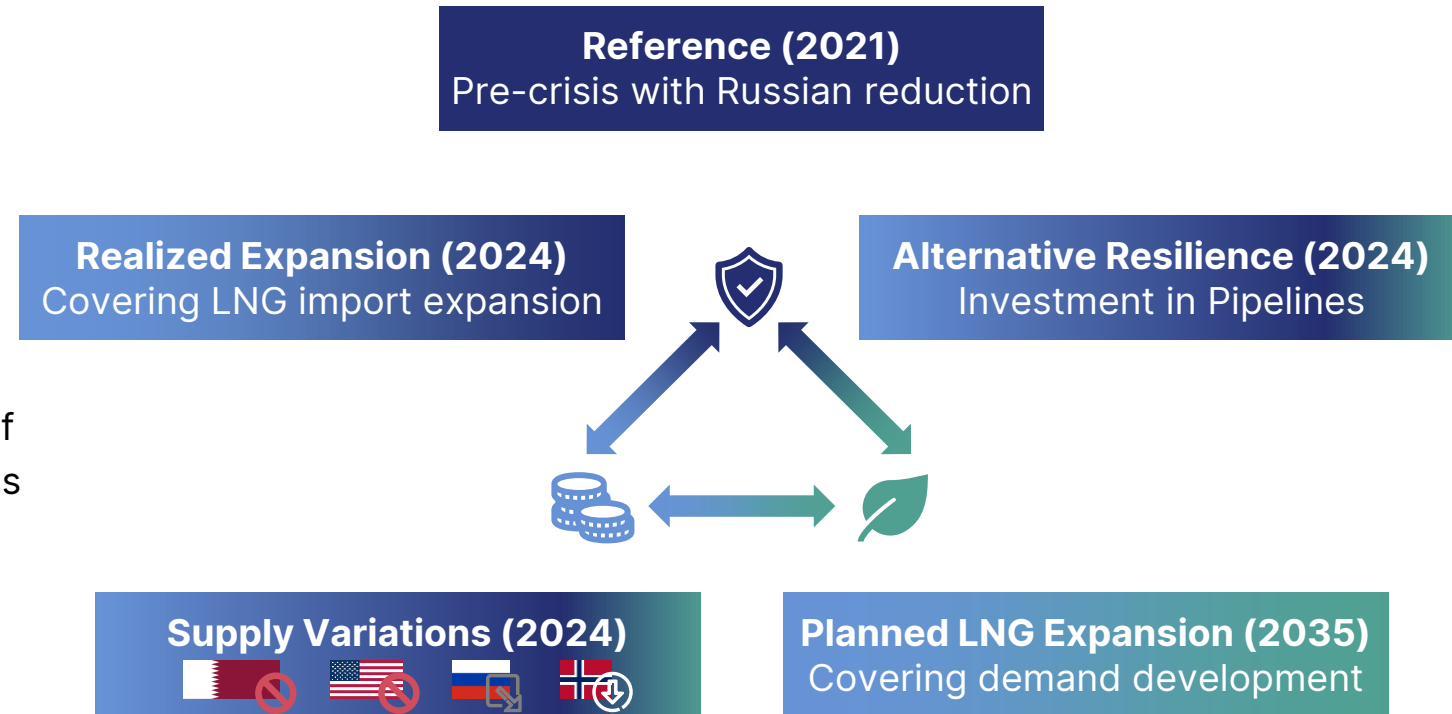 Reference (2021)
Pre-crisis with Russian reduction
Realized Expansion (2024)
Covering LNG import expansion
Alternative Resilience (2024)
Investment in Pipelines
f
s
Supply Variations (2024)
Planned LNG Expansion (2035)
Covering demand development